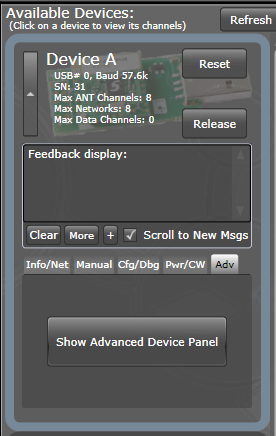 Available Devices:
(Click on a device to view its channels)
Refresh
Device A
USB# 0, Baud 57.6k
SN: 31
Max ANT Channels: 8
Max Networks: 8
Max Data Channels: 0
Reset
Release
Feedback display:
Clear More + Scroll to New Msgs
Info/Net Manual Cfg/Dbg Pwr/CW Adv
Show Advanced Device Panel